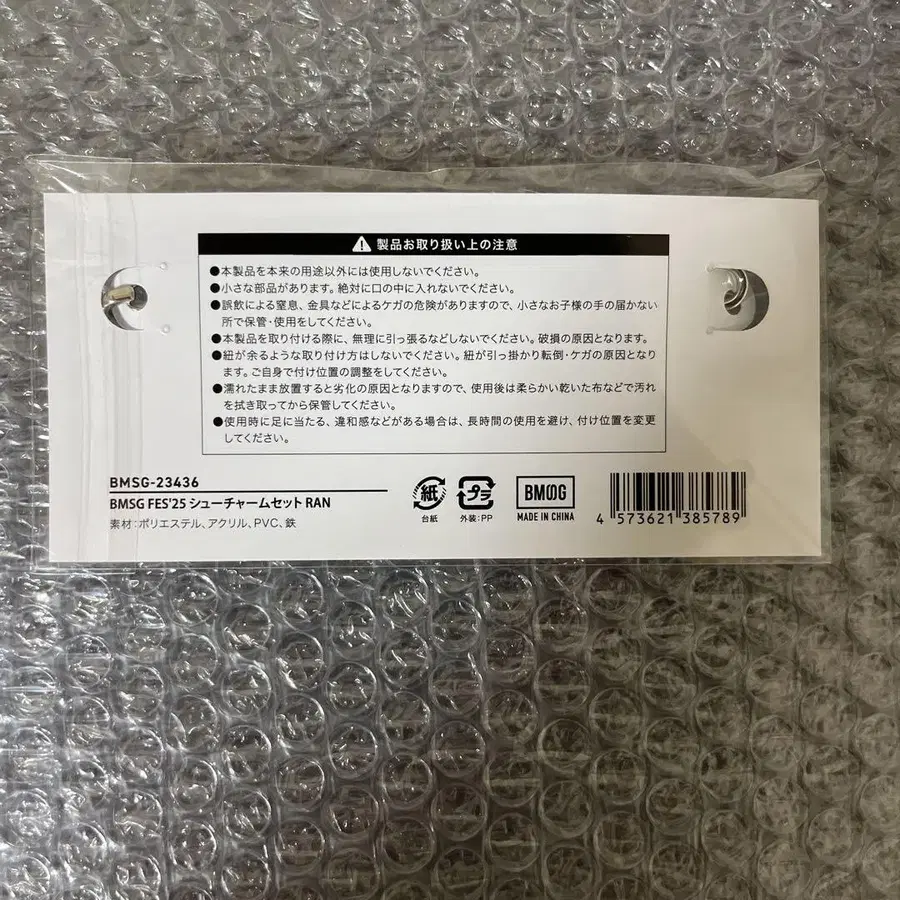 ⚠ 製品お取り扱い上の注意
●本製品を本来の用途以外には使用しないでください。
●小さな部品があります。絶対に口の中に入れないでください。
●誤飲による窒息、金具などによるケガの危険がありますので、小さなお子様の手の届かない
所で保管・使用をしてください。
●本製品を取り付ける際に、無理に引っ張るなどしないでください。破損の原因となります。
●紐が余るような取り付け方はしないでください。紐が引っ掛かり転倒・ケガの原因となり
ます。ご自身で付け位置の調整をしてください。
●濡れたまま放置すると劣化の原因となりますので、使用後は柔らかい乾いた布などで汚れ
を拭き取ってから保管してください。
●使用時に足に当たる、違和感などがある場合は、長時間の使用を避け、付け位置を変更
してください。
BMSG-23436
BMSG FES'25 シューチャームセット RAN
素材:ポリエステル、アクリル、PVC、鉄
紙
台紙
プラ
外装:PP
BMSG
MADE IN CHINA
4 573621 385789